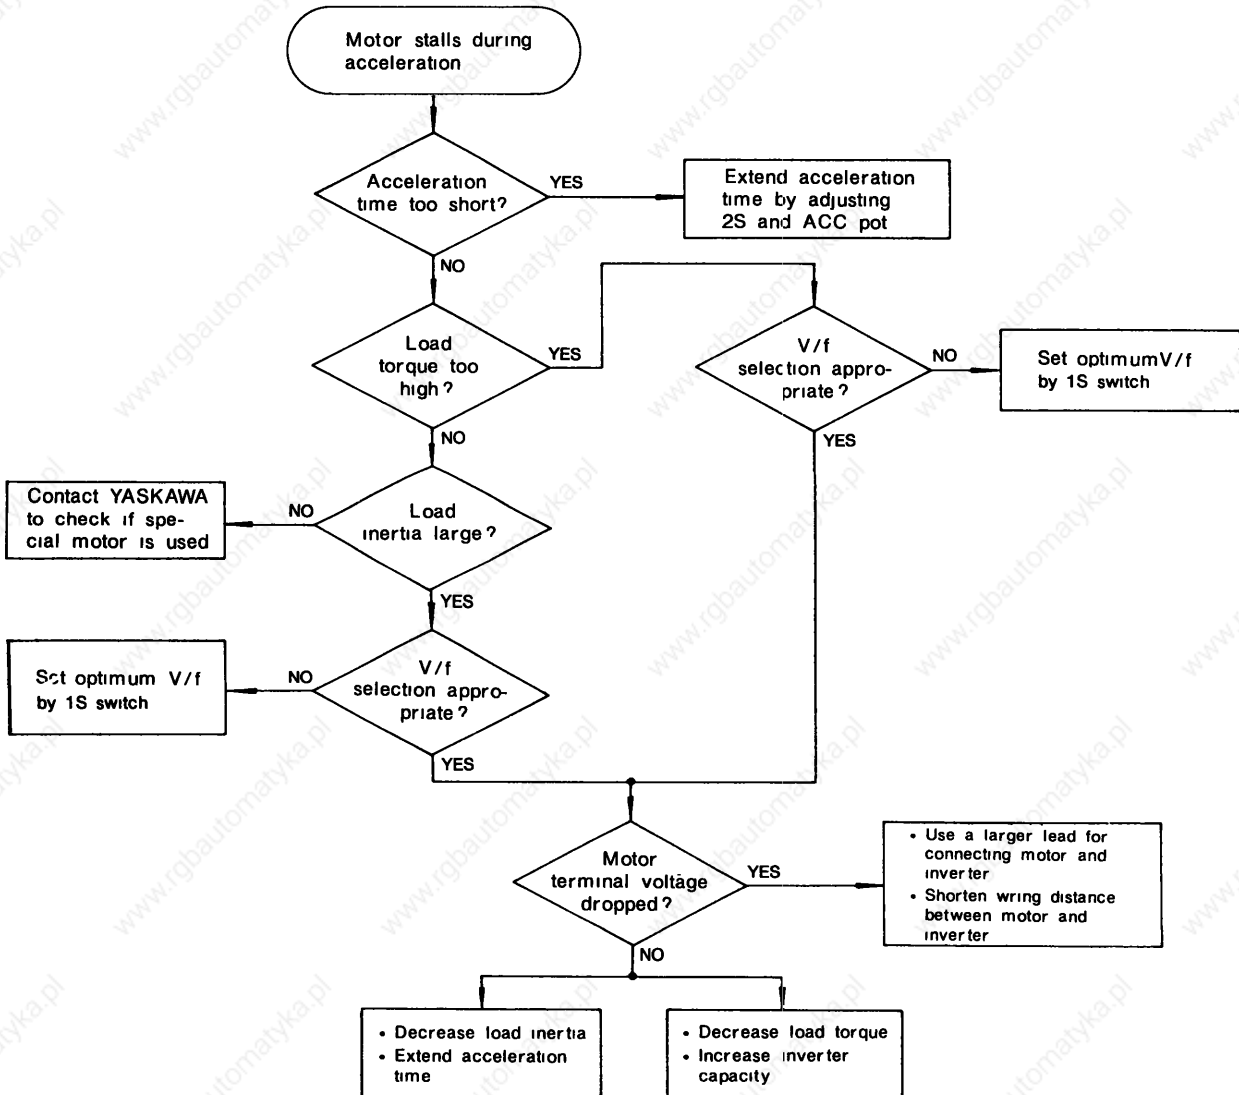 Motor stalls during
acceleration
Acceleration
time too short?
YES
Extend acceleration
time by adjusting
2S and ACC pot
NO
Load
torque too
high?
YES
V/f
selection appro-
priate?
NO
Set optimum V/f
by 1S switch
YES
NO
Load
inertia large?
NO
Contact YASKAWA
to check if spe-
cial motor is used
YES
V/f
selection appro-
priate?
NO
Set optimum V/f
by 1S switch
YES
Motor
terminal voltage
dropped?
YES
• Use a larger lead for
connecting motor and
inverter
• Shorten wring distance
between motor and
inverter
NO
• Decrease load inertia
• Extend acceleration
time
• Decrease load torque
• Increase inverter
capacity
www.rgbautomatyka.pl